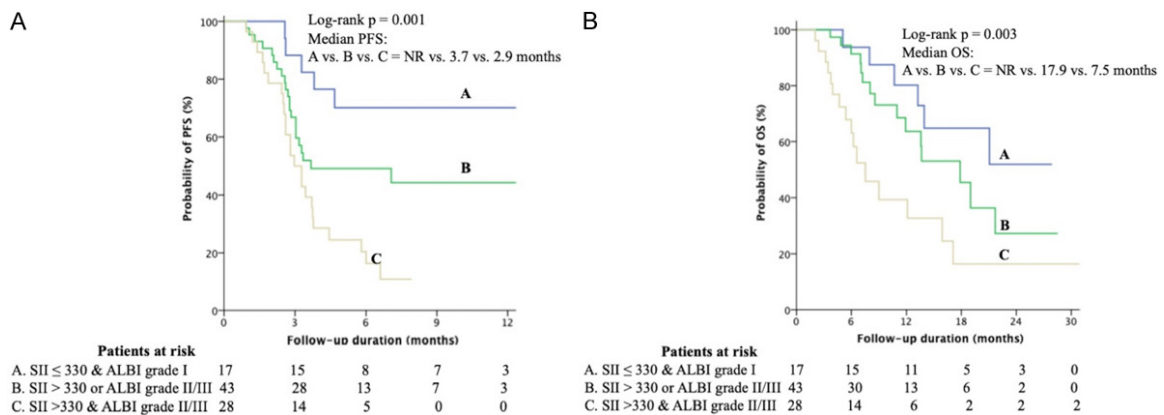 A
Log-rank p = 0.001
Median PFS:
A vs. B vs. C = NR vs. 3.7 vs. 2.9 months
Probability of PFS (%)
100
80
60
40
20
0
A
B
C
0 3 6 9 12
Follow-up duration (months)
Patients at risk
A. SII ≤ 330 & ALBI grade I 17 15 8 7 3
B. SII > 330 or ALBI grade II/III 43 28 13 7 3
C. SII >330 & ALBI grade II/III 28 14 5 0 0
B
Log-rank p = 0.003
Median OS:
A vs. B vs. C = NR vs. 17.9 vs. 7.5 months
Probability of OS (%)
100
80
60
40
20
0
A
B
C
0 6 12 18 24 30
Follow-up duration (months)
Patients at risk
A. SII ≤ 330 & ALBI grade I 17 15 11 5 3 0
B. SII > 330 or ALBI grade II/III 43 30 13 6 2 0
C. SII >330 & ALBI grade II/III 28 14 6 2 2 2